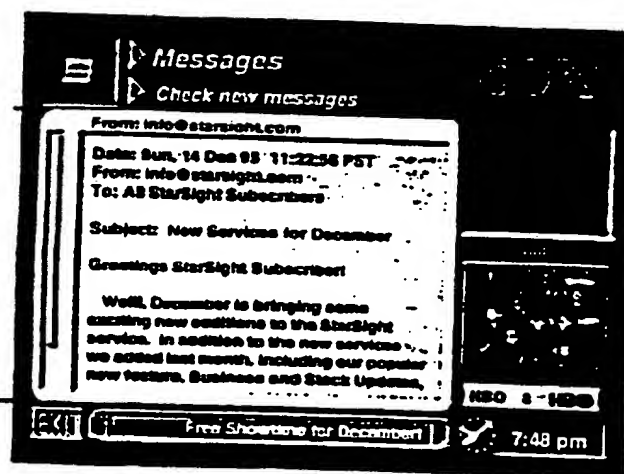 Messages
Check new messages
From: info@starsight.com
Date: Sun, 14 Dec 95 11:22:56 PST
From: info@starsight.com
To: All StarSight Subscribers
Subject: New Services for December
Greetings StarSight Subscriber!
Well, December is bringing some
exciting new additions to the StarSight
service. In addition to the new services
we added last month, including our popular
new feature, Business and Stock Updates,
HBO 8
EXIT
Free Showtime for December!
7:48 pm